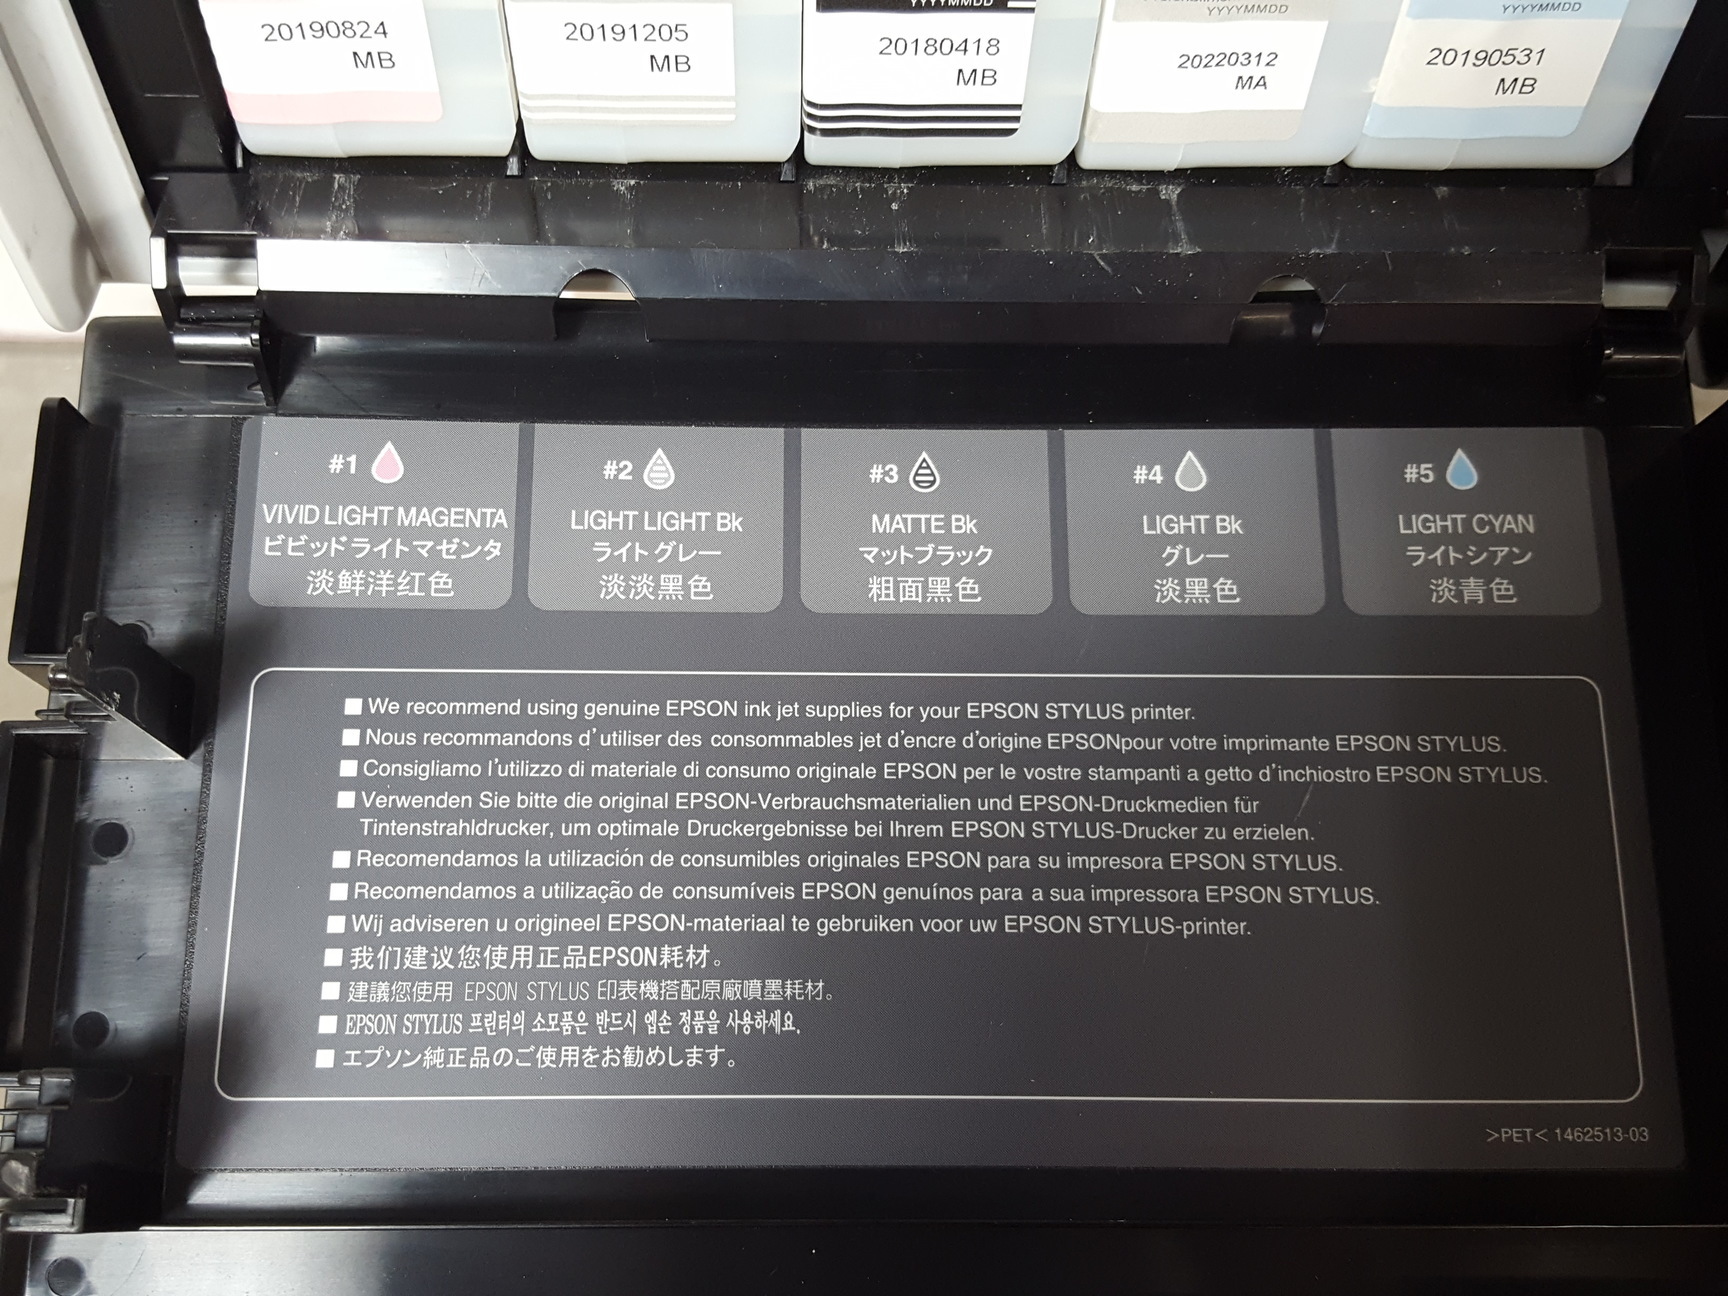 YYYYMMDD
YYYYMMDD
YYYYMMDD
20190824
MB
20191205
MB
20180418
MB
20220312
MA
20190531
MB
#1
VIVID LIGHT MAGENTA
ビビッドライトマゼンタ
淡鲜洋红色
#2
LIGHT LIGHT Bk
ライトグレー
淡淡黑色
#3
MATTE Bk
マットブラック
粗面黑色
#4
LIGHT Bk
グレー
淡黑色
#5
LIGHT CYAN
ライトシアン
淡青色
■ We recommend using genuine EPSON ink jet supplies for your EPSON STYLUS printer.
■ Nous recommandons d'utiliser des consommables jet d'encre d'origine EPSONpour votre imprimante EPSON STYLUS.
■ Consigliamo l'utilizzo di materiale di consumo originale EPSON per le vostre stampanti a getto d'inchiostro EPSON STYLUS.
■ Verwenden Sie bitte die original EPSON-Verbrauchsmaterialien und EPSON-Druckmedien für
Tintenstrahldrucker, um optimale Druckergebnisse bei Ihrem EPSON STYLUS-Drucker zu erzielen.
■ Recomendamos la utilización de consumibles originales EPSON para su impresora EPSON STYLUS.
■ Recomendamos a utilização de consumíveis EPSON genuínos para a sua impressora EPSON STYLUS.
■ Wij adviseren u origineel EPSON-materiaal te gebruiken voor uw EPSON STYLUS-printer.
■ 我们建议您使用正品EPSON耗材。
■ 建議您使用 EPSON STYLUS 印表機搭配原廠噴墨耗材。
■ EPSON STYLUS 프린터의 소모품은 반드시 엡손 정품을 사용하세요.
■ エプソン純正品のご使用をお勧めします。
>PET< 1462513-03